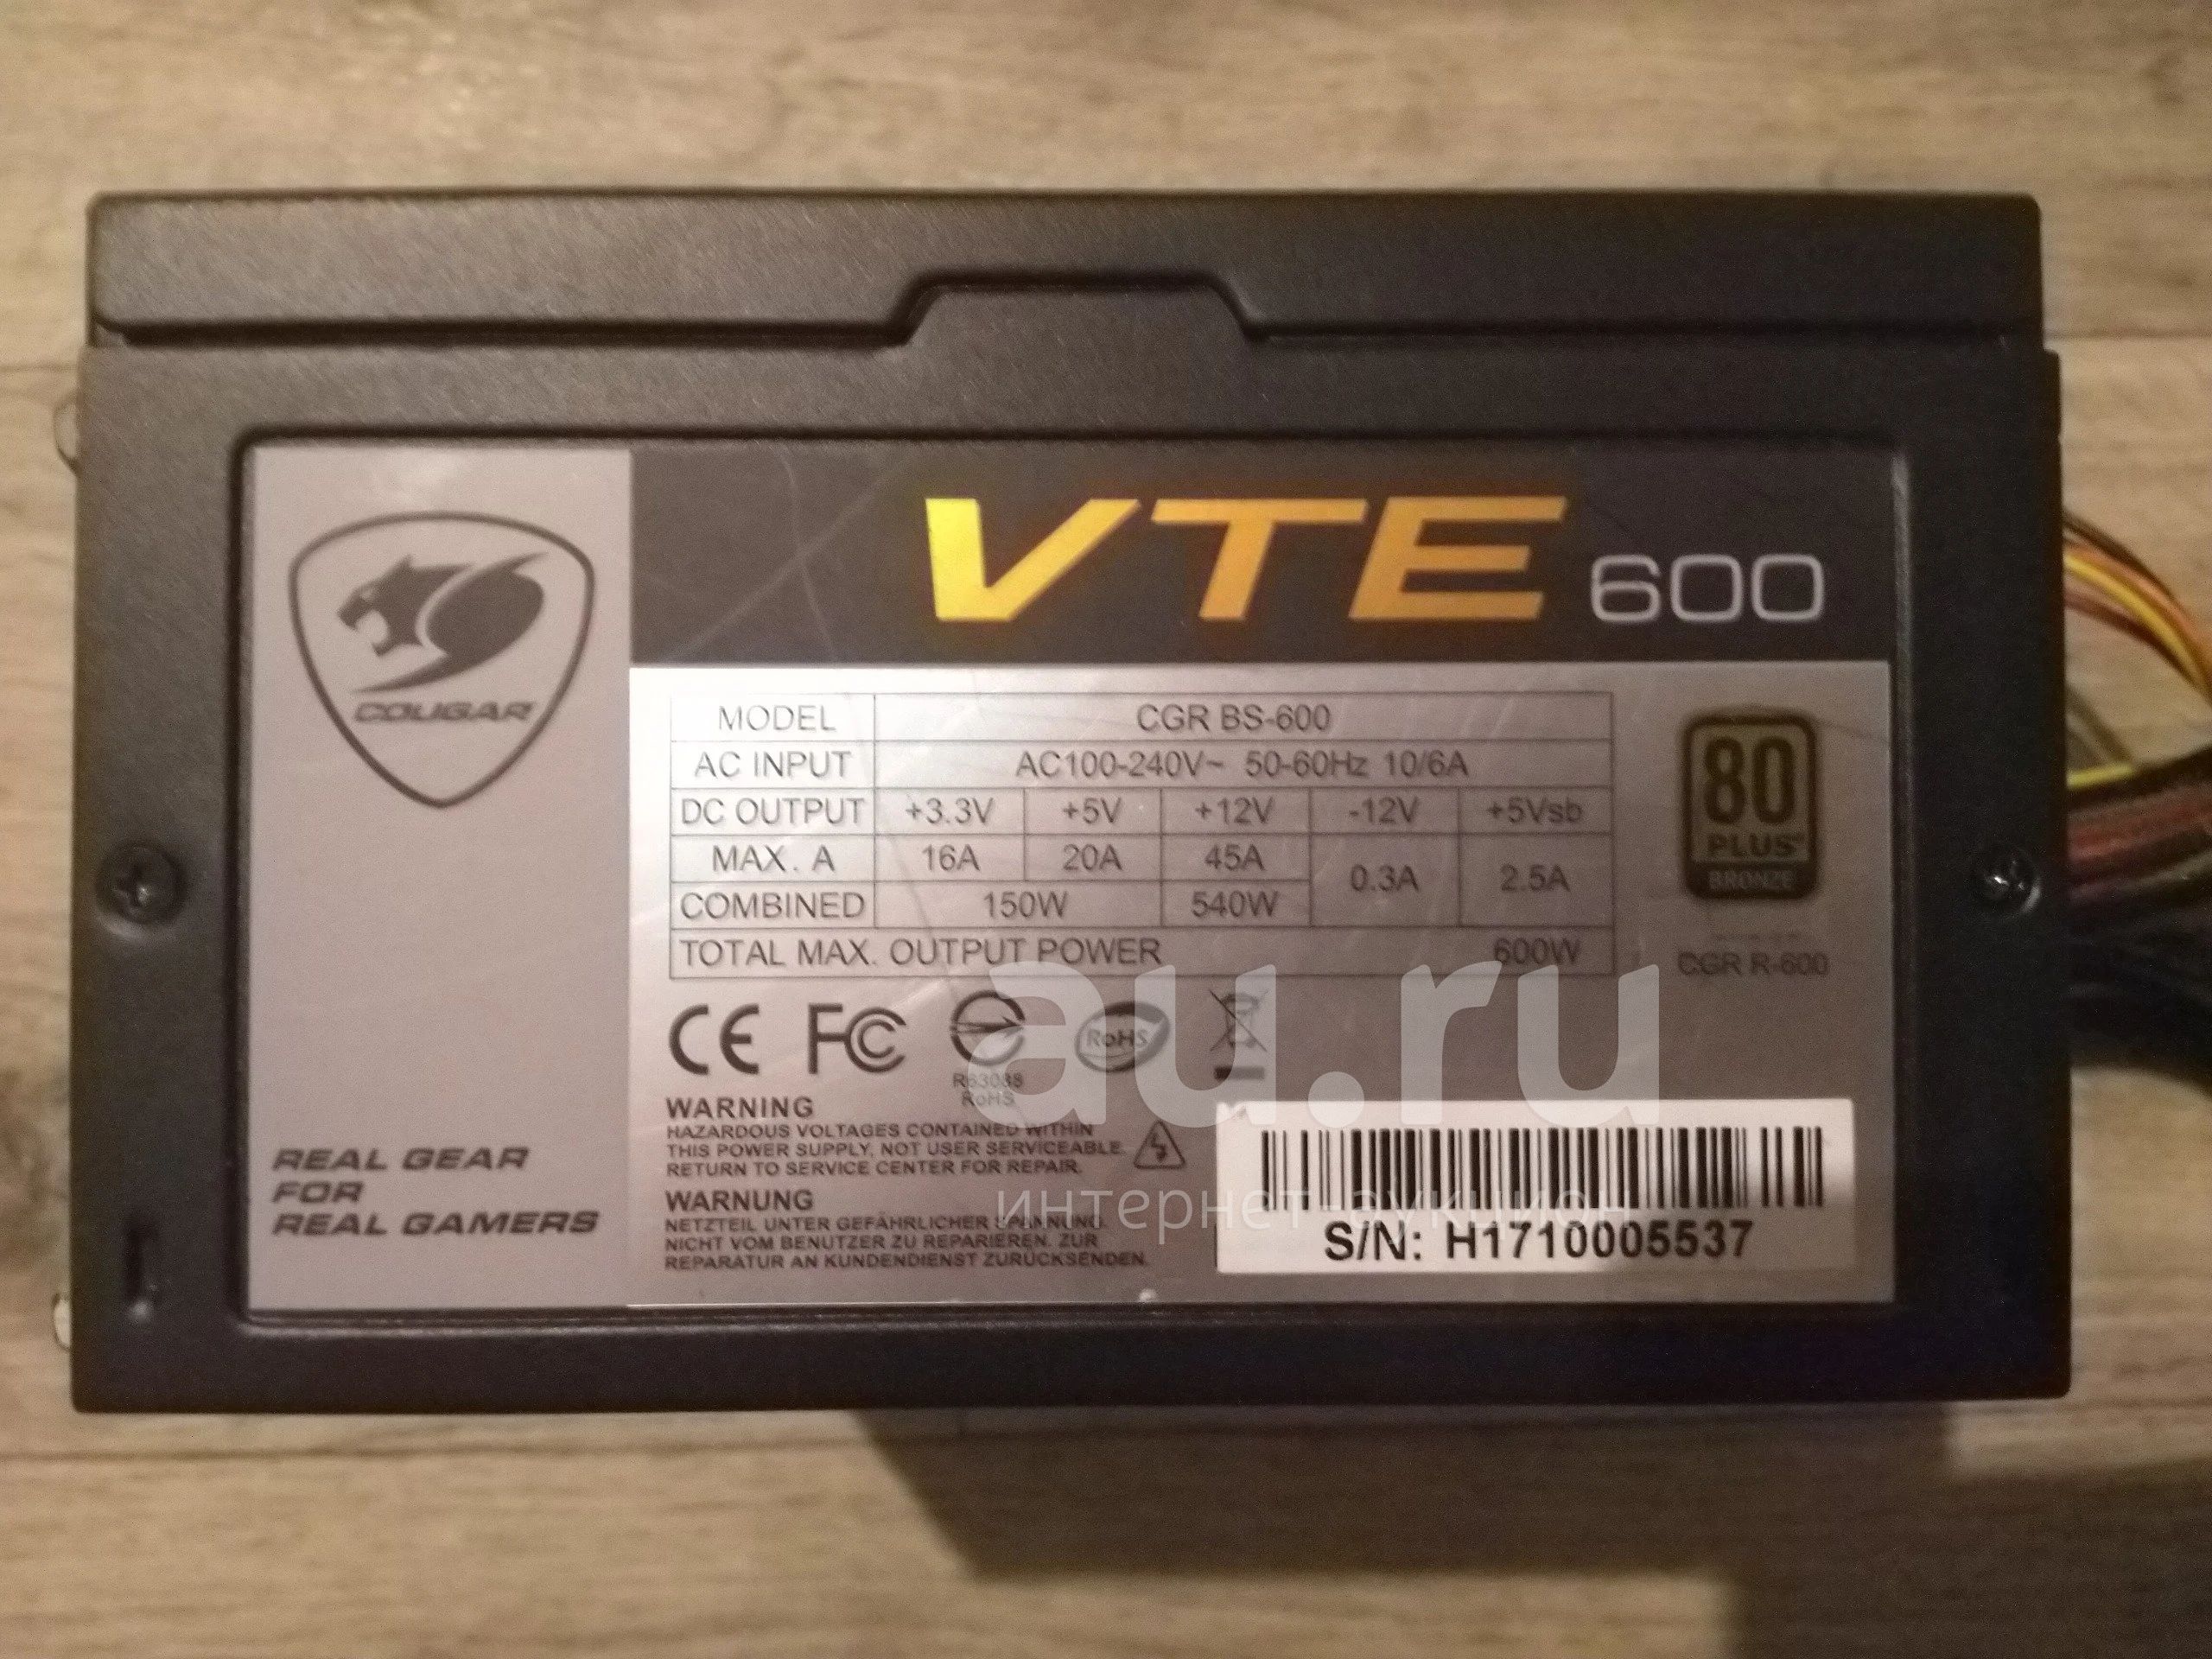 VTE 600
COUGAR
MODEL CGR BS-600
AC INPUT AC100-240V~ 50-60Hz 10/6A
DC OUTPUT +3.3V +5V +12V -12V +5Vsb
MAX. A 16A 20A 45A 0.3A 2.5A
COMBINED 150W 540W
TOTAL MAX. OUTPUT POWER 600W
80
PLUS
BRONZE
CGR R-600
CE FC RoHS
R63088
RoHS
WARNING
HAZARDOUS VOLTAGES CONTAINED WITHIN
THIS POWER SUPPLY, NOT USER SERVICEABLE.
RETURN TO SERVICE CENTER FOR REPAIR.
WARNUNG
NETZTEIL UNTER GEFÄHRLICHER SPANNUNG.
NICHT VOM BENUTZER ZU REPARIEREN. ZUR
REPARATUR AN KUNDENDIENST ZURÜCKSENDEN.
REAL GEAR
FOR
REAL GAMERS
S/N: H1710005537
au.ru
интернет-аукцион